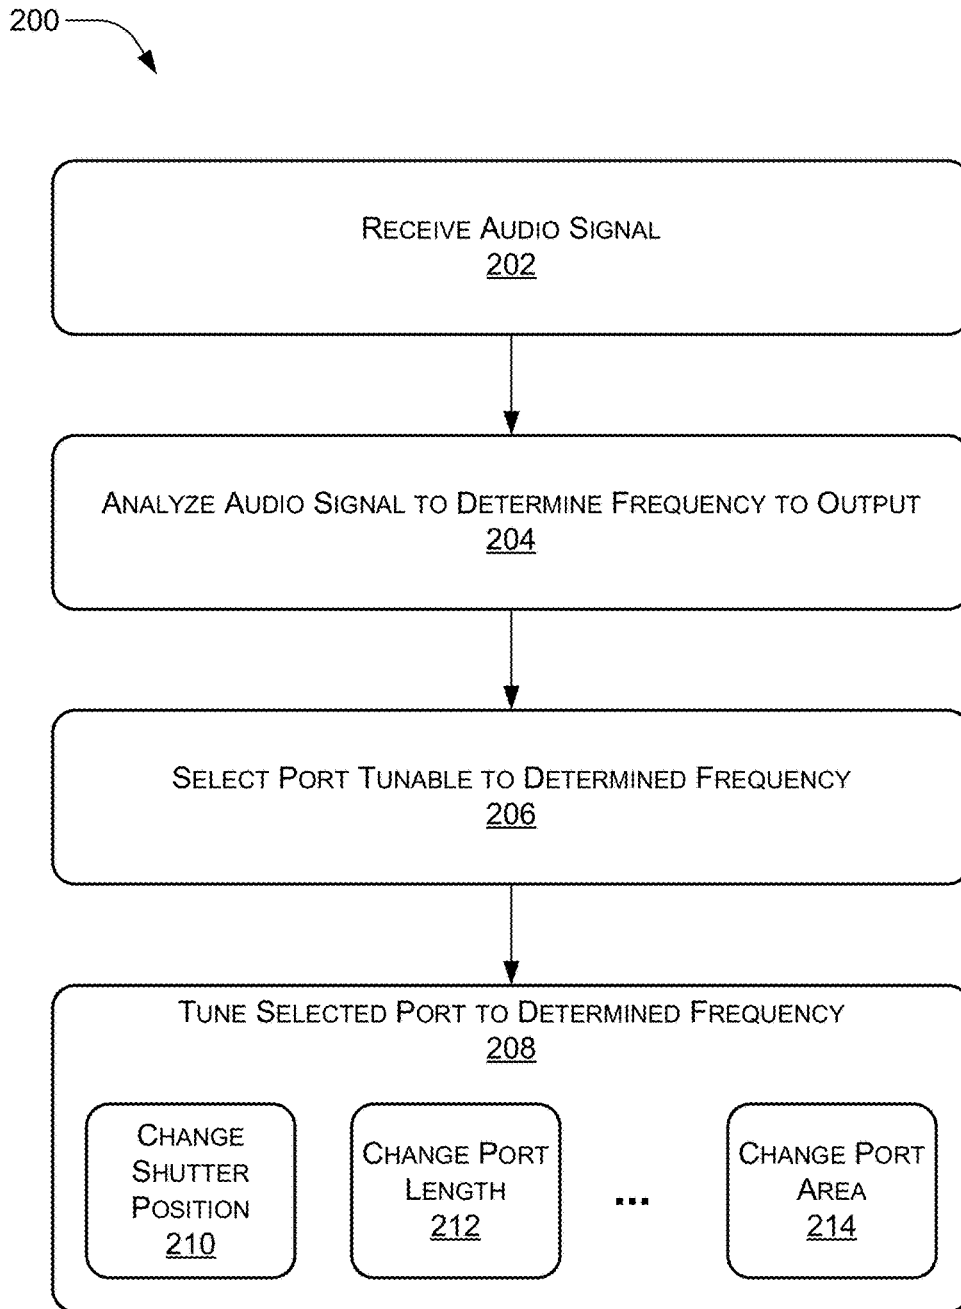 200
RECEIVE AUDIO SIGNAL
202
ANALYZE AUDIO SIGNAL TO DETERMINE FREQUENCY TO OUTPUT
204
SELECT PORT TUNABLE TO DETERMINED FREQUENCY
206
TUNE SELECTED PORT TO DETERMINED FREQUENCY
208
CHANGE
SHUTTER
POSITION
210
CHANGE PORT
LENGTH
212
...
CHANGE PORT
AREA
214